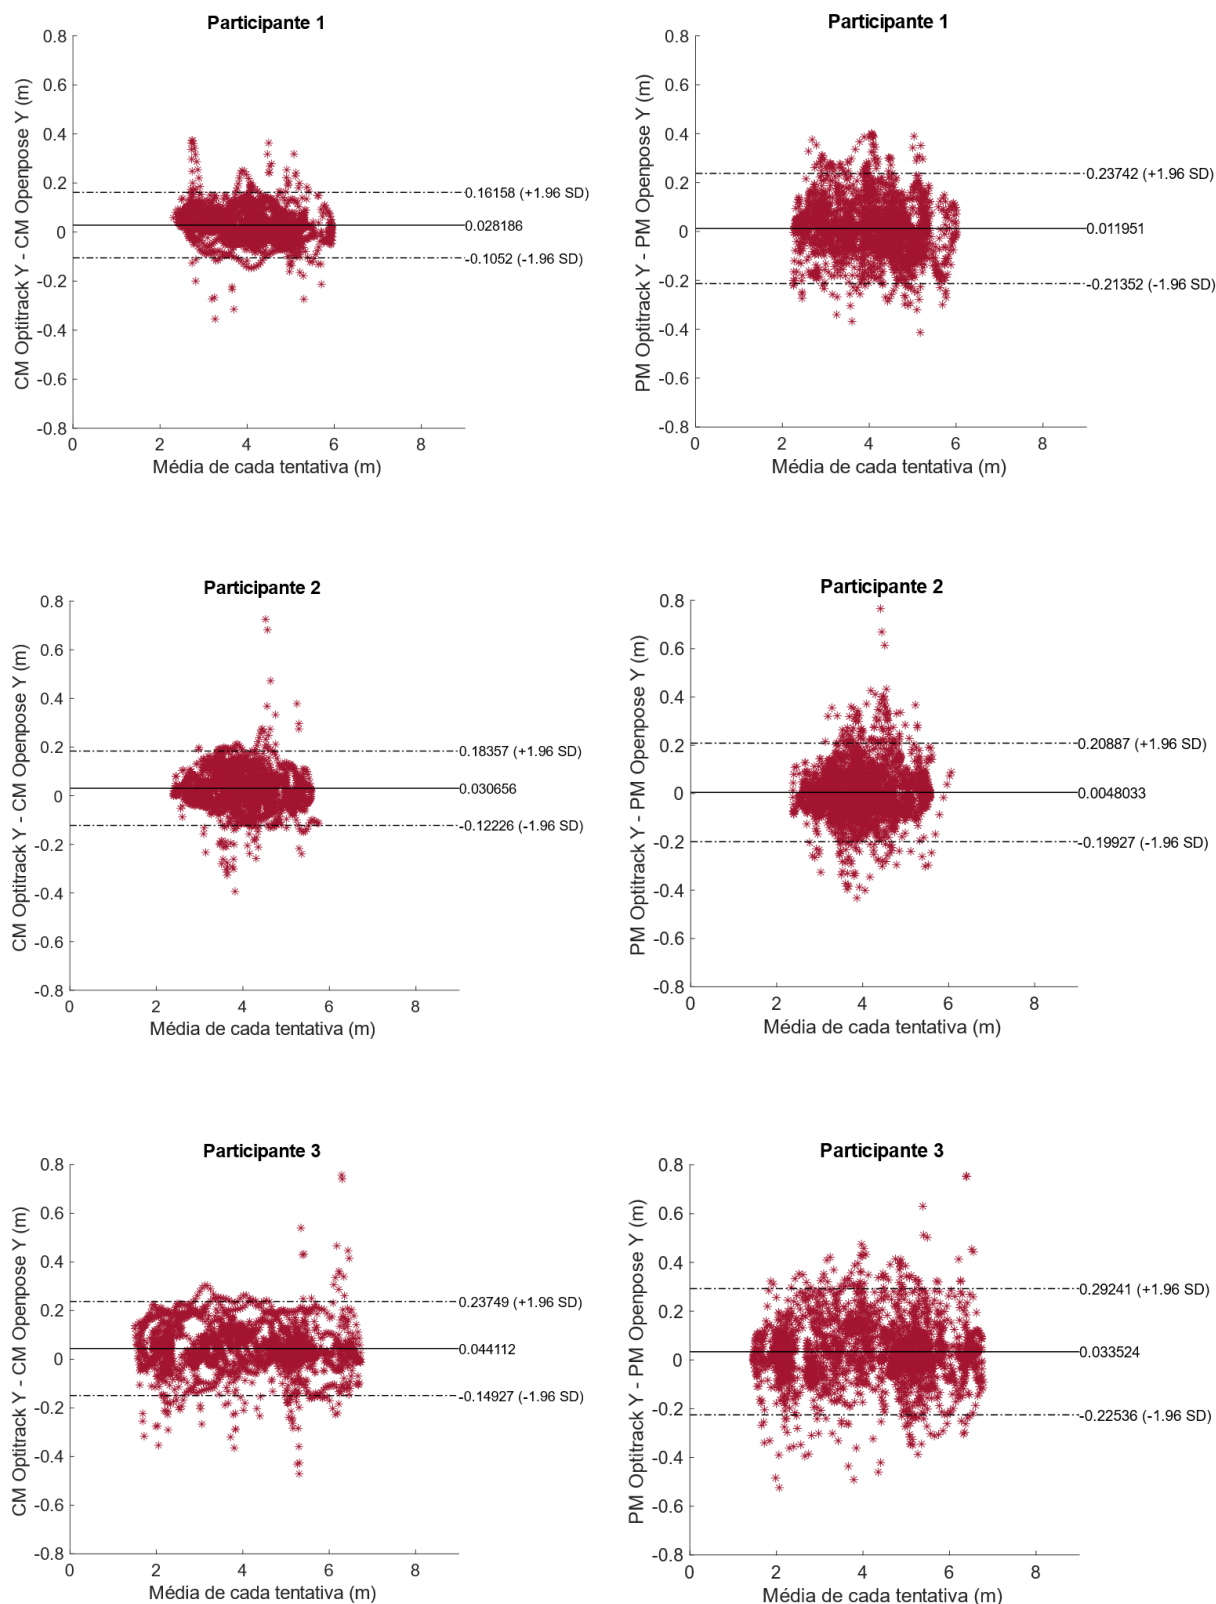 Participante 1
CM Optitrack Y - CM Openpose Y (m)
0.8
0.6
0.4
0.2
0
-0.2
-0.4
-0.6
-0.8
0 2 4 6 8
Média de cada tentativa (m)
0.16158 (+1.96 SD)
0.028186
-0.1052 (-1.96 SD)
Participante 1
PM Optitrack Y - PM Openpose Y (m)
0.8
0.6
0.4
0.2
0
-0.2
-0.4
-0.6
-0.8
0 2 4 6 8
Média de cada tentativa (m)
0.23742 (+1.96 SD)
0.011951
-0.21352 (-1.96 SD)
Participante 2
CM Optitrack Y - CM Openpose Y (m)
0.8
0.6
0.4
0.2
0
-0.2
-0.4
-0.6
-0.8
0 2 4 6 8
Média de cada tentativa (m)
0.18357 (+1.96 SD)
0.030656
-0.12226 (-1.96 SD)
Participante 2
PM Optitrack Y - PM Openpose Y (m)
0.8
0.6
0.4
0.2
0
-0.2
-0.4
-0.6
-0.8
0 2 4 6 8
Média de cada tentativa (m)
0.20887 (+1.96 SD)
0.0048033
-0.19927 (-1.96 SD)
Participante 3
CM Optitrack Y - CM Openpose Y (m)
0.8
0.6
0.4
0.2
0
-0.2
-0.4
-0.6
-0.8
0 2 4 6 8
Média de cada tentativa (m)
0.23749 (+1.96 SD)
0.044112
-0.14927 (-1.96 SD)
Participante 3
PM Optitrack Y - PM Openpose Y (m)
0.8
0.6
0.4
0.2
0
-0.2
-0.4
-0.6
-0.8
0 2 4 6 8
Média de cada tentativa (m)
0.29241 (+1.96 SD)
0.033524
-0.22536 (-1.96 SD)